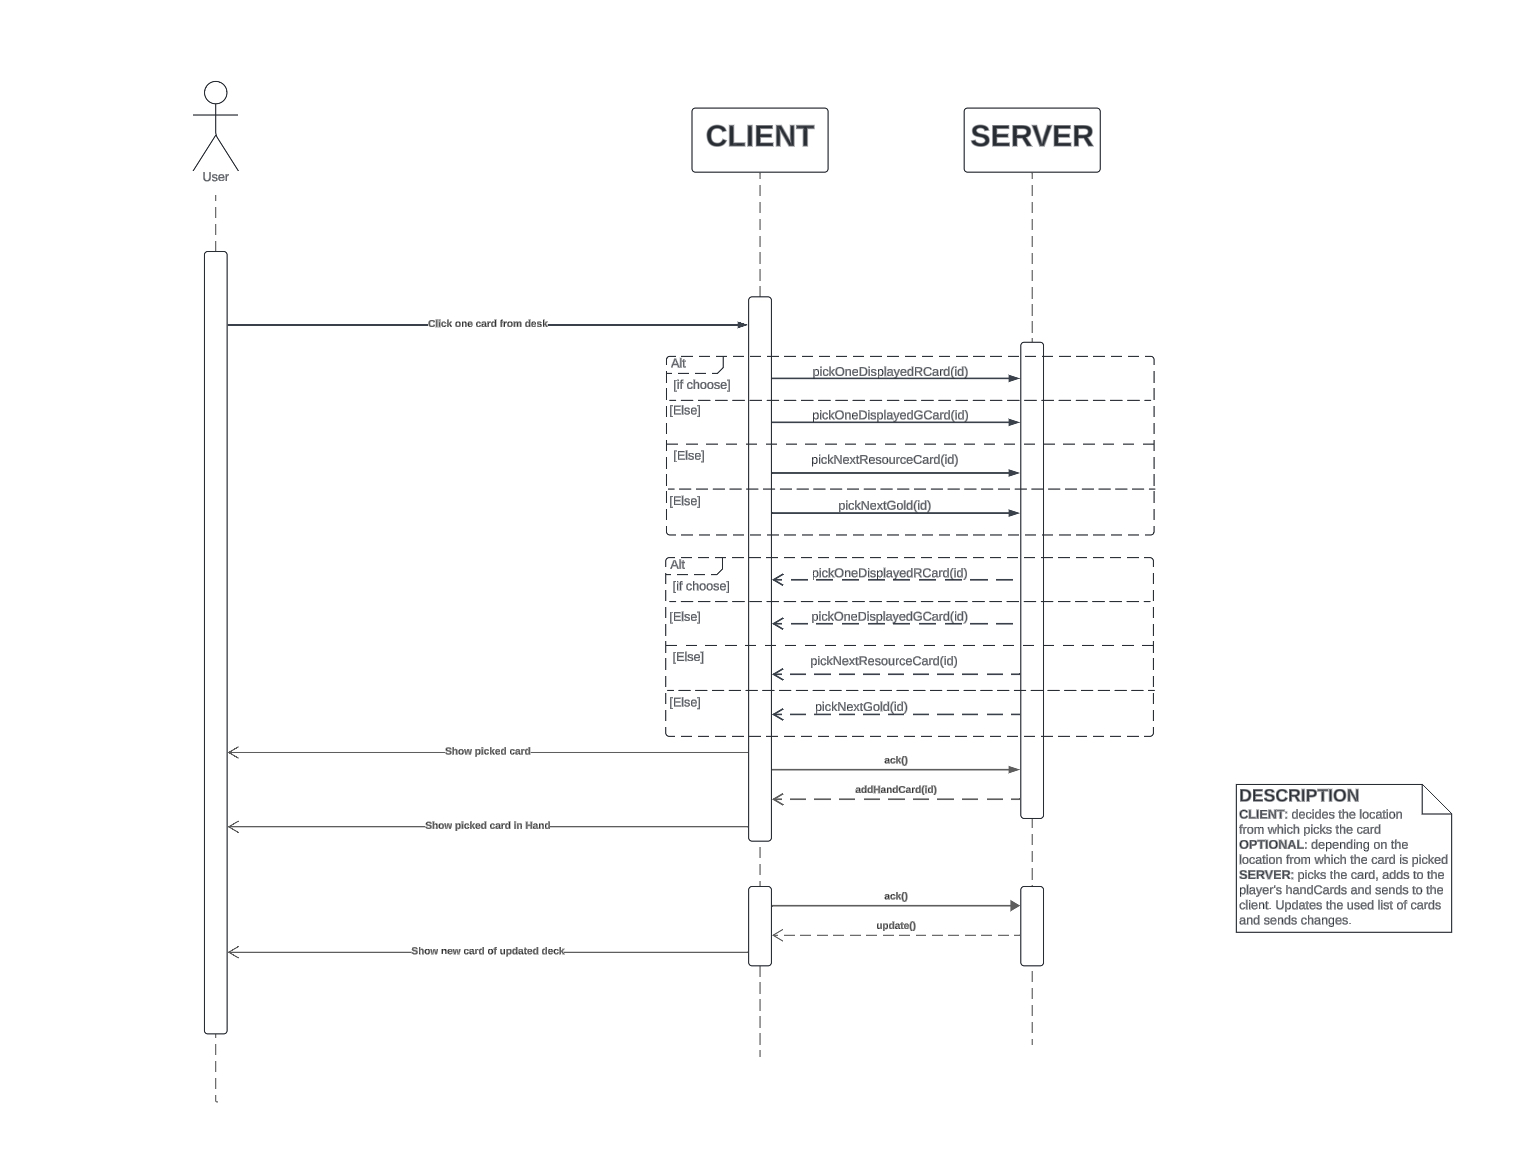 User
CLIENT
SERVER
Click one card from desk
Alt
[if choose]
pickOneDisplayedRCard(id)
[Else]
pickOneDisplayedGCard(id)
[Else]
pickNextResourceCard(id)
[Else]
pickNextGold(id)
Alt
[if choose]
pickOneDisplayedRCard(id)
[Else]
pickOneDisplayedGCard(id)
[Else]
pickNextResourceCard(id)
[Else]
pickNextGold(id)
Show picked card
ack()
addHandCard(id)
Show picked card in Hand
ack()
update()
Show new card of updated deck
DESCRIPTION
CLIENT: decides the location
from which picks the card
OPTIONAL: depending on the
location from which the card is picked
SERVER: picks the card, adds to the
player's handCards and sends to the
client. Updates the used list of cards
and sends changes.